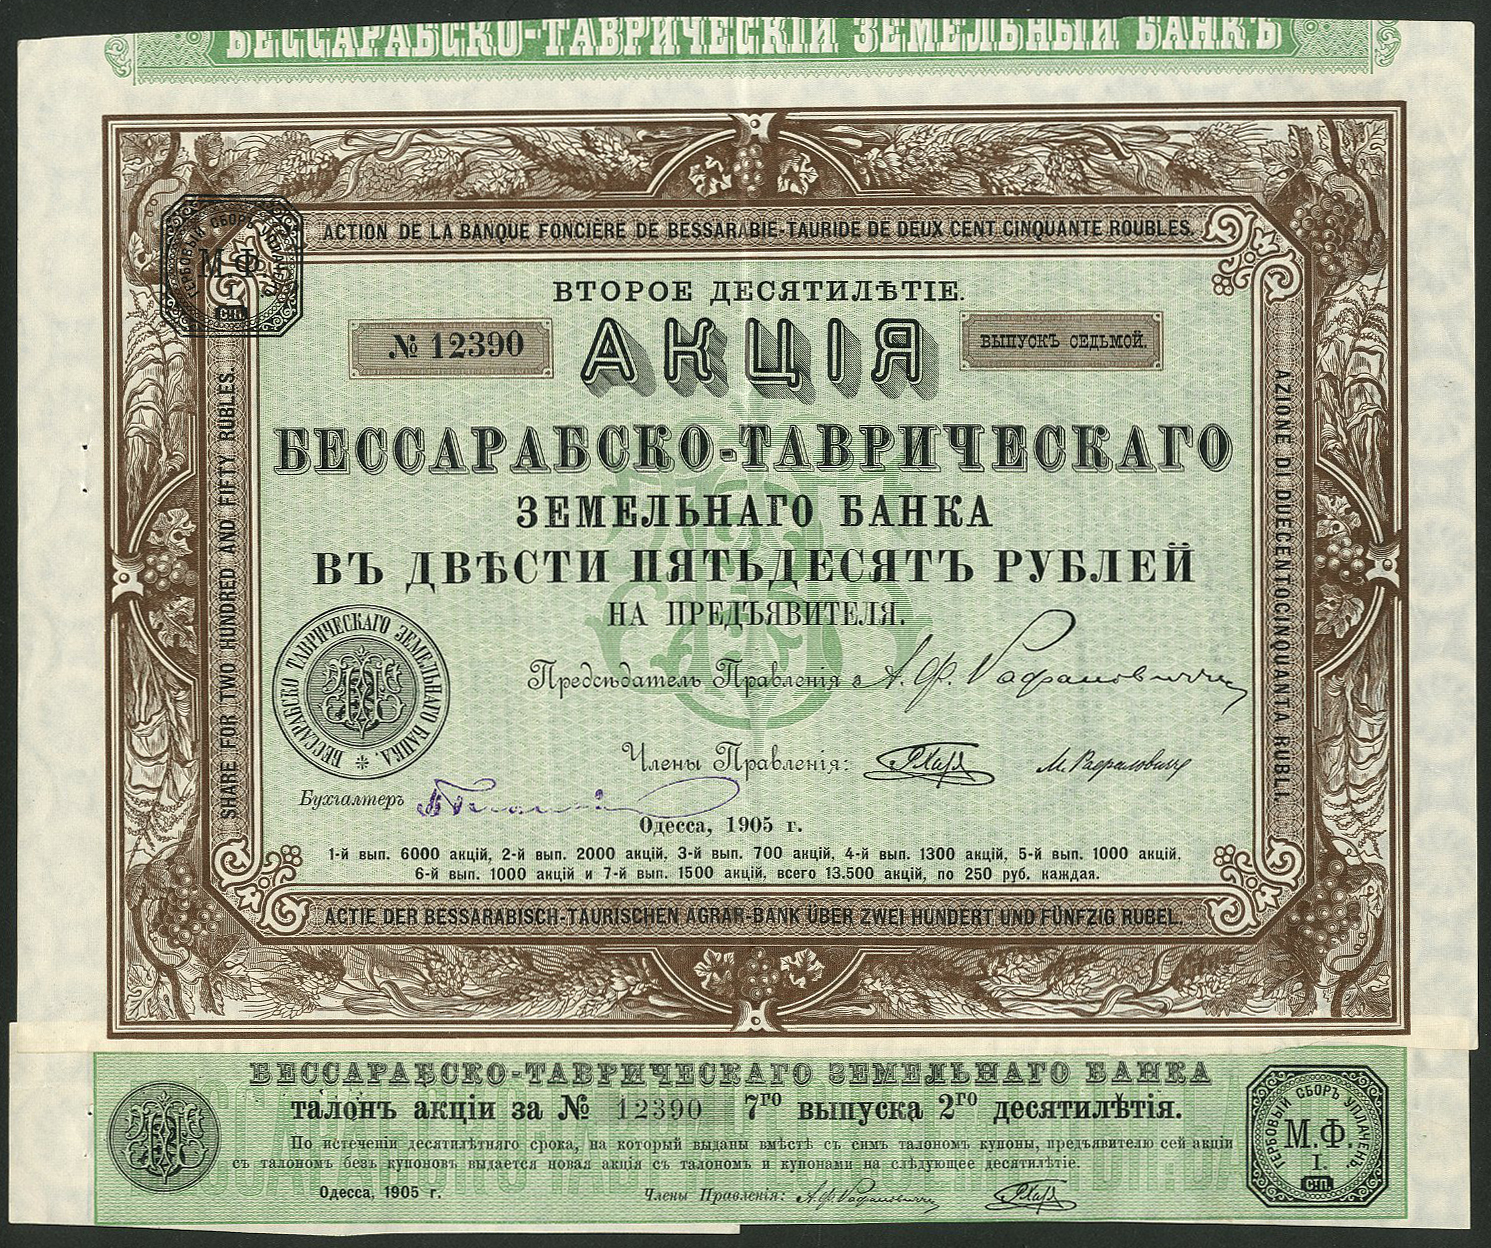 БЕССАРАБСКО-ТАВРИЧЕСКІЙ ЗЕМЕЛЬНЫЙ БАНКЪ
ACTION DE LA BANQUE FONCIÈRE DE BESSARABIE-TAURIDE DE DEUX CENT CINQUANTE ROUBLES.
ГЕРБОВЫЙ СБОРЪ УПЛАЧЕНЪ.
М.Ф.
I.
СТП.
ВТОРОЕ ДЕСЯТИЛѢТІЕ.
№ 12390
АКЦІЯ
ВЫПУСКЪ СЕДЬМОЙ.
БЕССАРАБСКО-ТАВРИЧЕСКАГО
ЗЕМЕЛЬНАГО БАНКА
ВЪ ДВѢСТИ ПЯТЬДЕСЯТЪ РУБЛЕЙ
НА ПРЕДЪЯВИТЕЛЯ.
SHARE FOR TWO HUNDRED AND FIFTY RUBLES.
AZIONE DI DUECENTOCINQUANTA RUBLI.
БЕССАРАБСКО ТАВРИЧЕСКАГО ЗЕМЕЛЬНАГО БАНКА.
Предсѣдатель Правленія А. Ф. Рафаловичъ
Члены Правленія:
Бухгалтеръ
Одесса, 1905 г.
1-й вып. 6000 акцій, 2-й вып. 2000 акцій, 3-й вып. 700 акцій, 4-й вып. 1300 акцій, 5-й вып. 1000 акцій,
6-й вып. 1000 акцій и 7-й вып. 1500 акцій, всего 13.500 акцій, по 250 руб. каждая.
ACTIE DER BESSARABISCH-TAURISCHEN AGRAR-BANK ÜBER ZWEI HUNDERT UND FÜNFZIG RUBEL.
БЕССАРАБСКО-ТАВРИЧЕСКАГО ЗЕМЕЛЬНАГО БАНКА
талонъ акціи за № 12390 7го выпуска 2го десятилѣтія.
По истеченіи десятилѣтняго срока, на который выданы вмѣстѣ съ симъ талономъ купоны, предъявителю сей акціи
съ талономъ безъ купоновъ выдается новая акція съ талономъ и купонами на слѣдующее десятилѣтіе.
Одесса, 1905 г.
Члены Правленія: А. Ф. Рафаловичъ
ГЕРБОВЫЙ СБОРЪ УПЛАЧЕНЪ.
М.Ф.
I.
СТП.